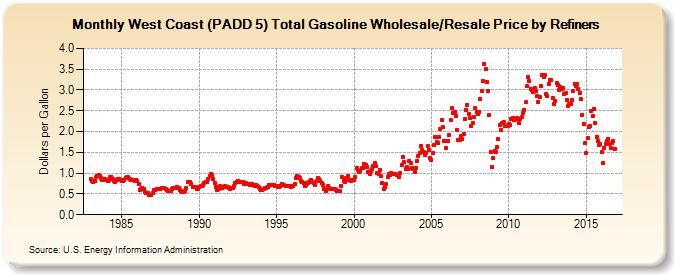 Monthly West Coast (PADD 5) Total Gasoline Wholesale/Resale Price by Refiners
Dollars per Gallon
4.0
3.5
3.0
2.5
2.0
1.5
1.0
0.5
0.0
1985 1990 1995 2000 2005 2010 2015
Source: U.S. Energy Information Administration